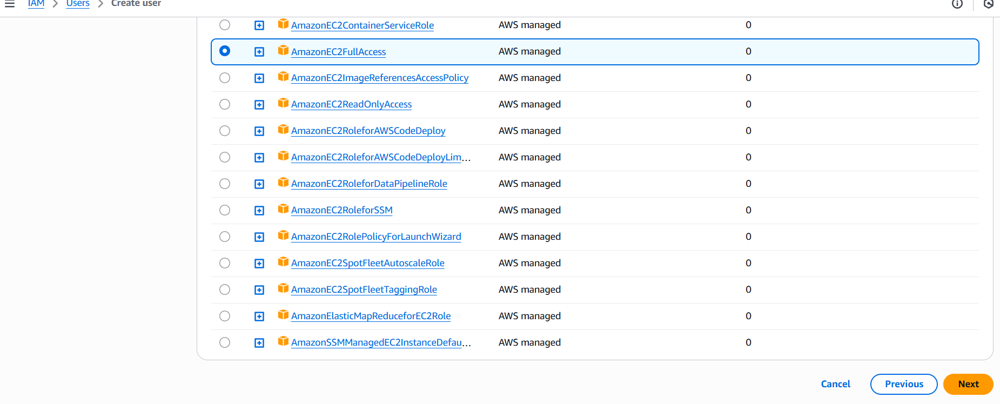 IAM > Users > Create user
AmazonEC2ContainerServiceRole AWS managed 0
AmazonEC2FullAccess AWS managed 0
AmazonEC2ImageReferencesAccessPolicy AWS managed 0
AmazonEC2ReadOnlyAccess AWS managed 0
AmazonEC2RoleforAWSCodeDeploy AWS managed 0
AmazonEC2RoleforAWSCodeDeployLim... AWS managed 0
AmazonEC2RoleforDataPipelineRole AWS managed 0
AmazonEC2RoleforSSM AWS managed 0
AmazonEC2RolePolicyForLaunchWizard AWS managed 0
AmazonEC2SpotFleetAutoscaleRole AWS managed 0
AmazonEC2SpotFleetTaggingRole AWS managed 0
AmazonElasticMapReduceforEC2Role AWS managed 0
AmazonSSMManagedEC2InstanceDefau... AWS managed 0
Cancel Previous Next